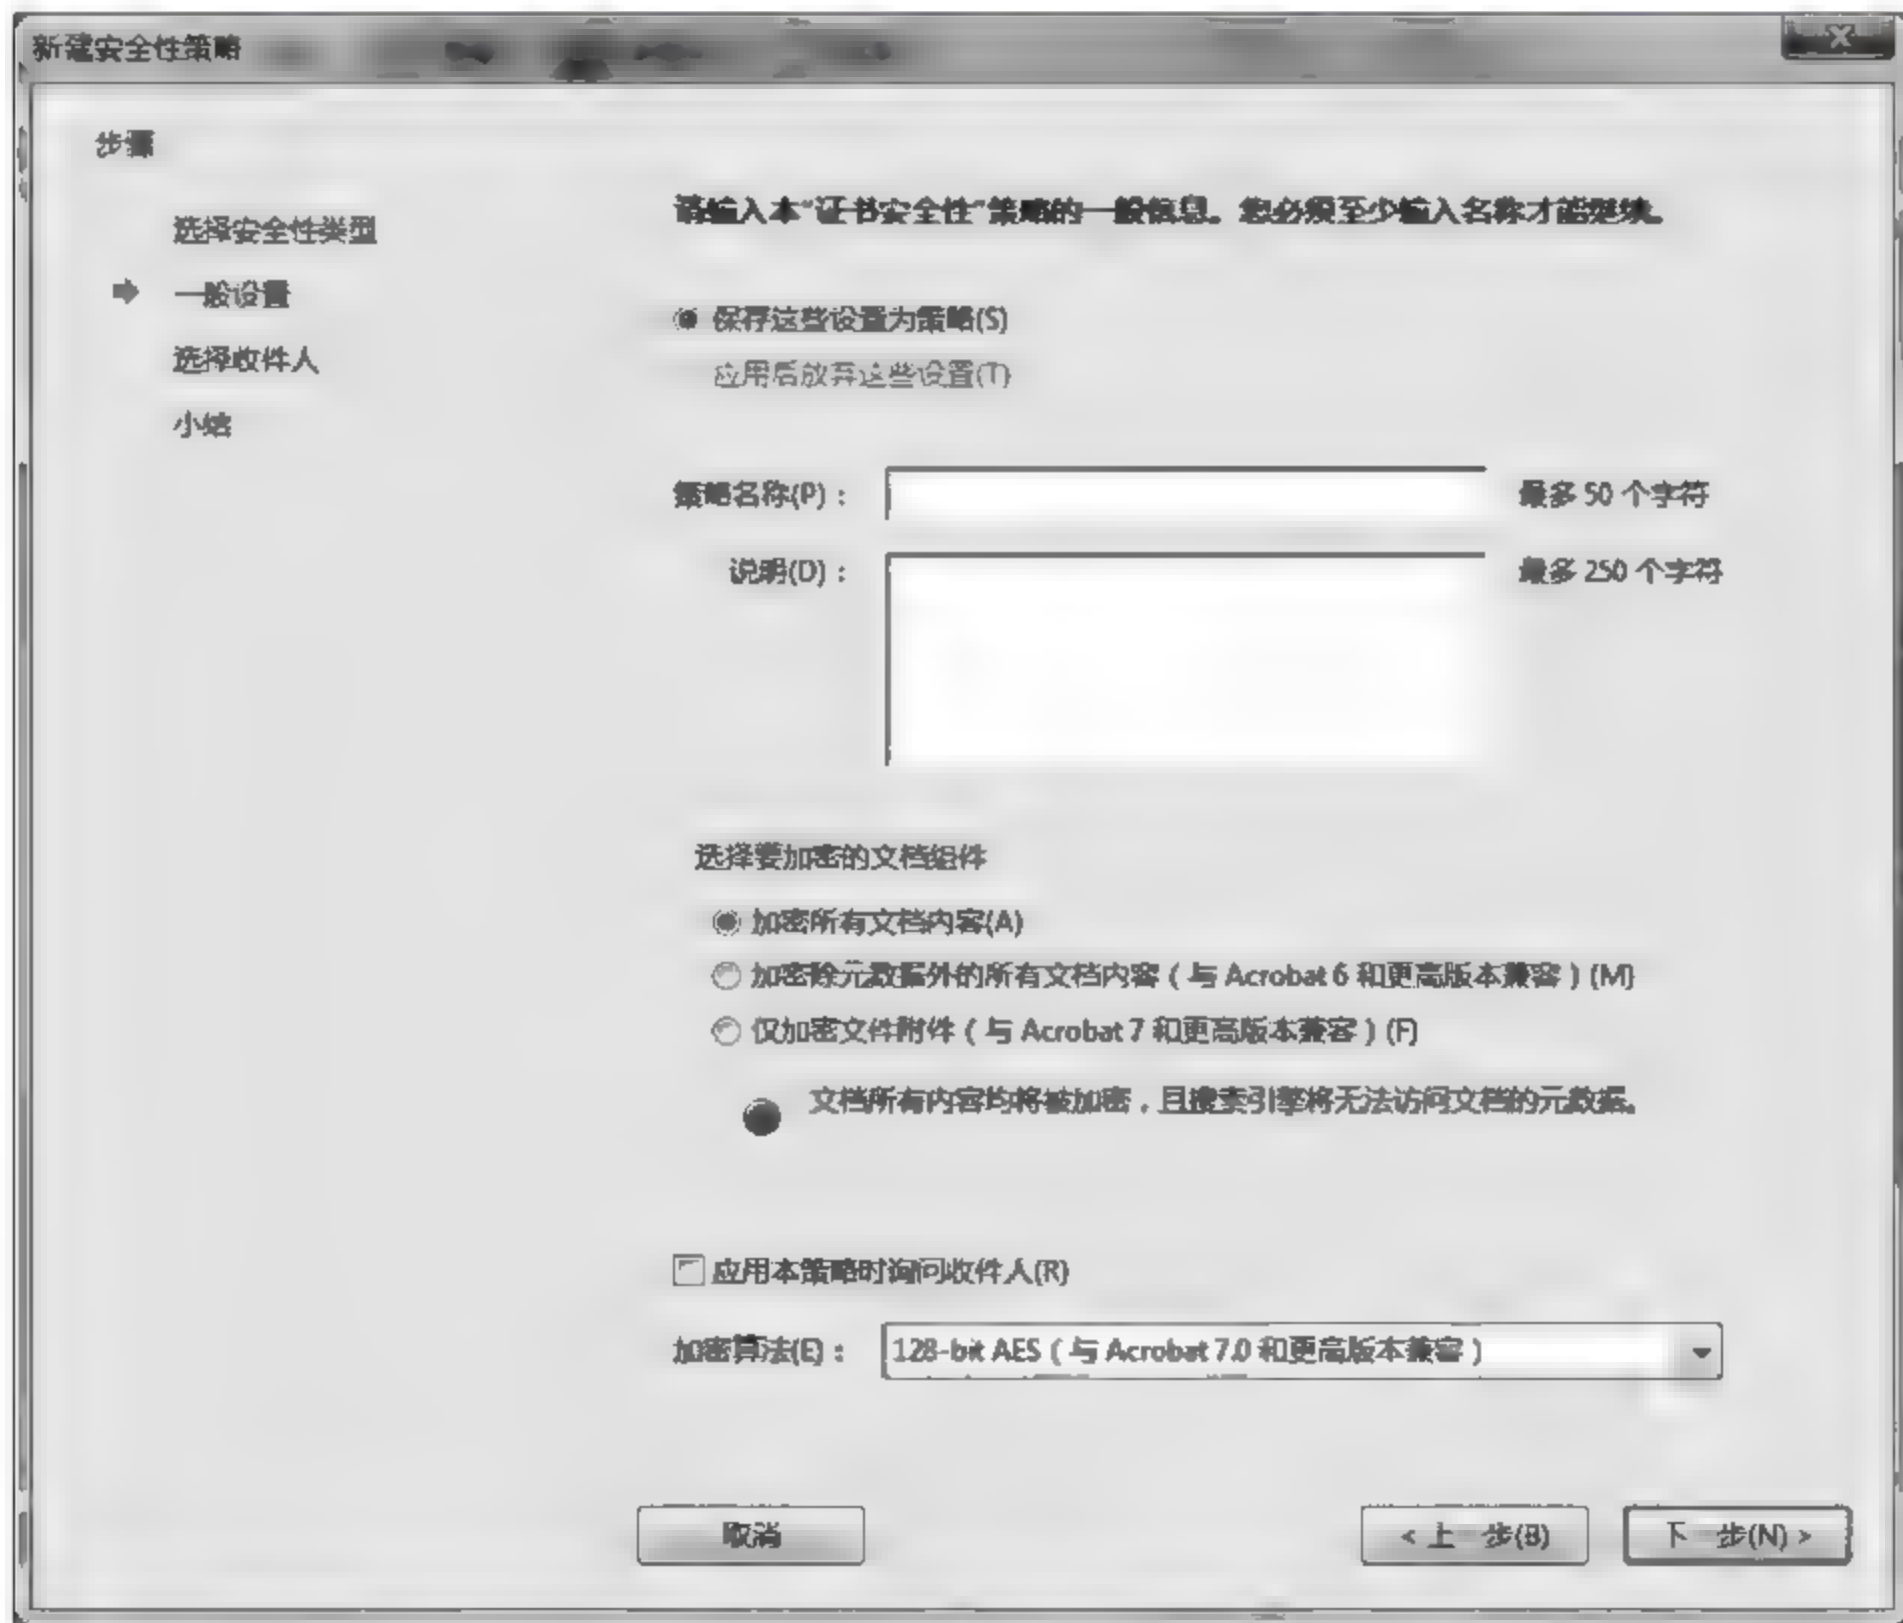 新建安全性策略
步骤
选择安全性类型
一般设置
选择收件人
小结
请输入本“证书安全性”策略的一般信息。您必须至少输入名称才能继续。
保存这些设置为策略(S)
应用后放弃这些设置(T)
策略名称(P)：
最多 50 个字符
说明(D)：
最多 250 个字符
选择要加密的文档组件
加密所有文档内容(A)
加密除元数据外的所有文档内容（与 Acrobat 6 和更高版本兼容）(M)
仅加密文件附件（与 Acrobat 7 和更高版本兼容）(F)
文档所有内容均将被加密，且搜索引擎将无法访问文档的元数据。
应用本策略时询问收件人(R)
加密算法(E)：
128-bit AES（与 Acrobat 7.0 和更高版本兼容）
取消
< 上一步(B)
下一步(N) >